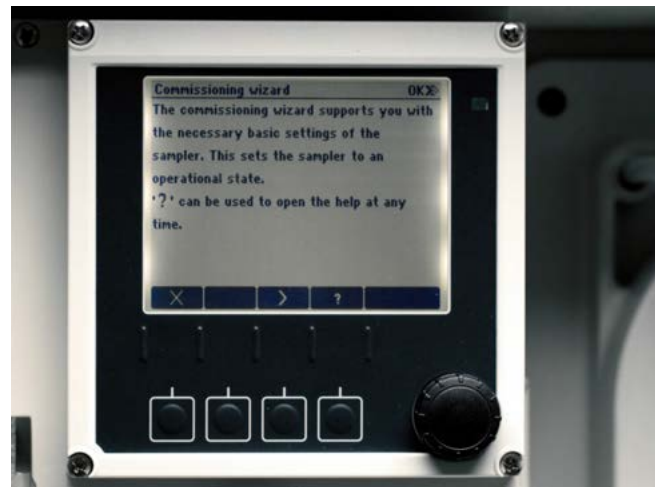 Commissioning wizard OK
The commissioning wizard supports you with
the necessary basic settings of the
sampler. This sets the sampler to an
operational state.
'?' can be used to open the help at any
time.
X > ?